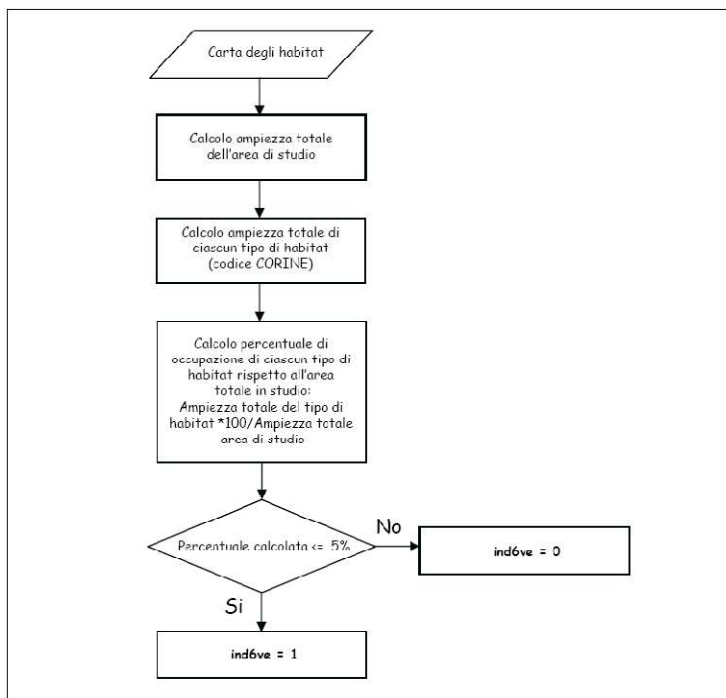 Carta degli habitat
Calcolo ampiezza totale
dell'area di studio
Calcolo ampiezza totale di
ciascun tipo di habitat
(codice CORINE)
Calcolo percentuale di
occupazione di ciascun tipo di
habitat rispetto all'area
totale in studio:
Ampiezza totale del tipo di
habitat *100/Ampiezza totale
area di studio
Percentuale calcolata <= 5%
No
ind6ve = 0
Si
ind6ve = 1